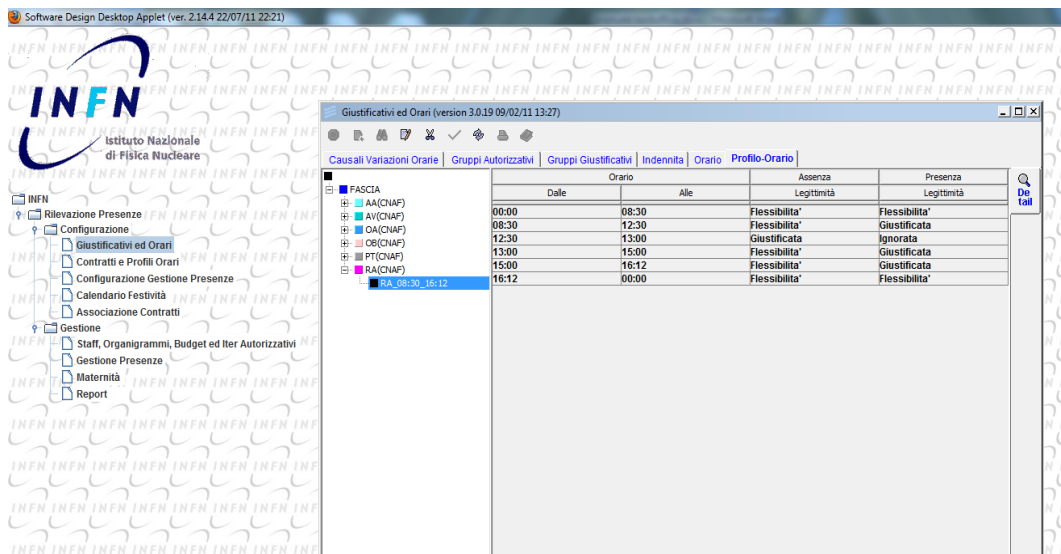 Software Design Desktop Applet (ver. 2.14.4 22/07/11 22:21)
INFN
Istituto Nazionale
di Fisica Nucleare
INFN
Rilevazione Presenze
Configurazione
Giustificativi ed Orari
Contratti e Profili Orari
Configurazione Gestione Presenze
Calendario Festività
Associazione Contratti
Gestione
Staff, Organigrammi, Budget ed Iter Autorizzativi
Gestione Presenze
Maternità
Report
Giustificativi ed Orari (version 3.0.19 09/02/11 13:27)
Causali Variazioni Orarie Gruppi Autorizzativi Gruppi Giustificativi Indennita Orario Profilo-Orario
FASCIA
AA(CNAF)
AV(CNAF)
OA(CNAF)
OB(CNAF)
PT(CNAF)
RA(CNAF)
RA_08:30_16:12
Orario Assenza Presenza
Dalle Alle Legittimità Legittimità
00:00 08:30 Flessibilita' Flessibilita'
08:30 12:30 Flessibilita' Giustificata
12:30 13:00 Giustificata Ignorata
13:00 15:00 Flessibilita' Giustificata
15:00 16:12 Flessibilita' Giustificata
16:12 00:00 Flessibilita' Flessibilita'
De
tail